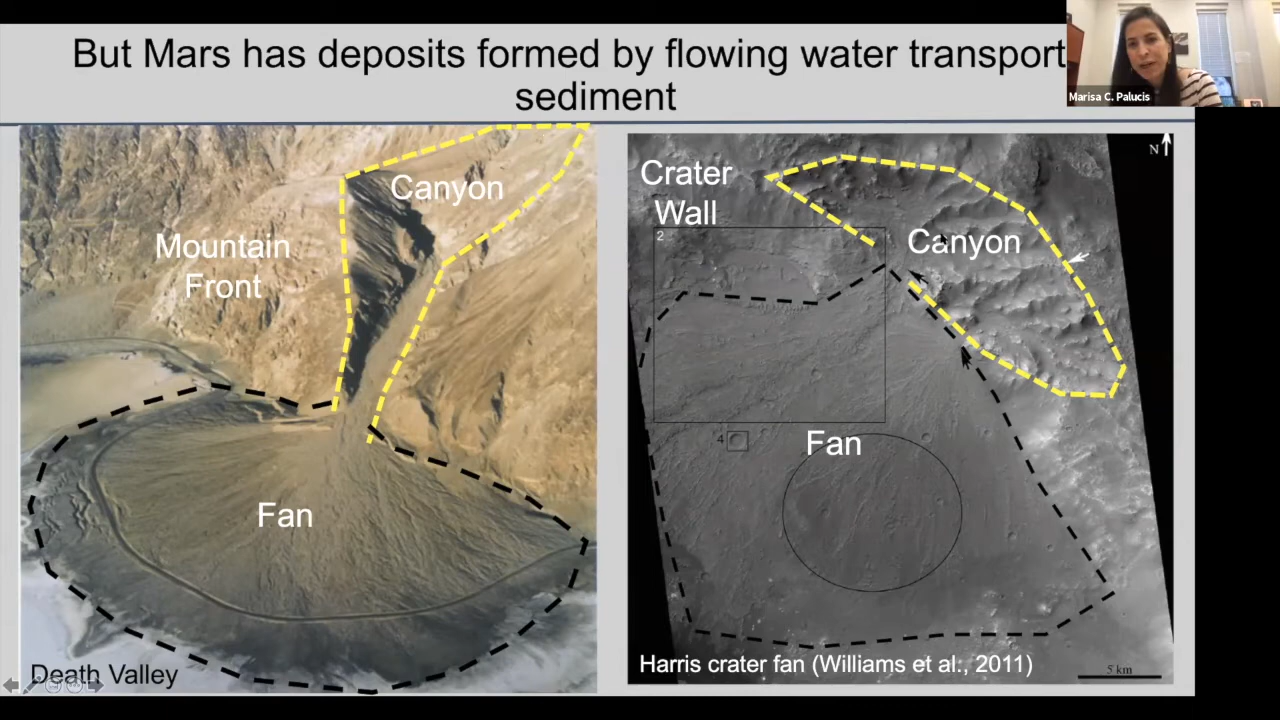 But Mars has deposits formed by flowing water transport
sediment
Marisa C. Palucis
Canyon
Mountain
Front
Fan
Death Valley
N
Crater
Wall
2
Canyon
4
Fan
Harris crater fan (Williams et al., 2011)
5 km